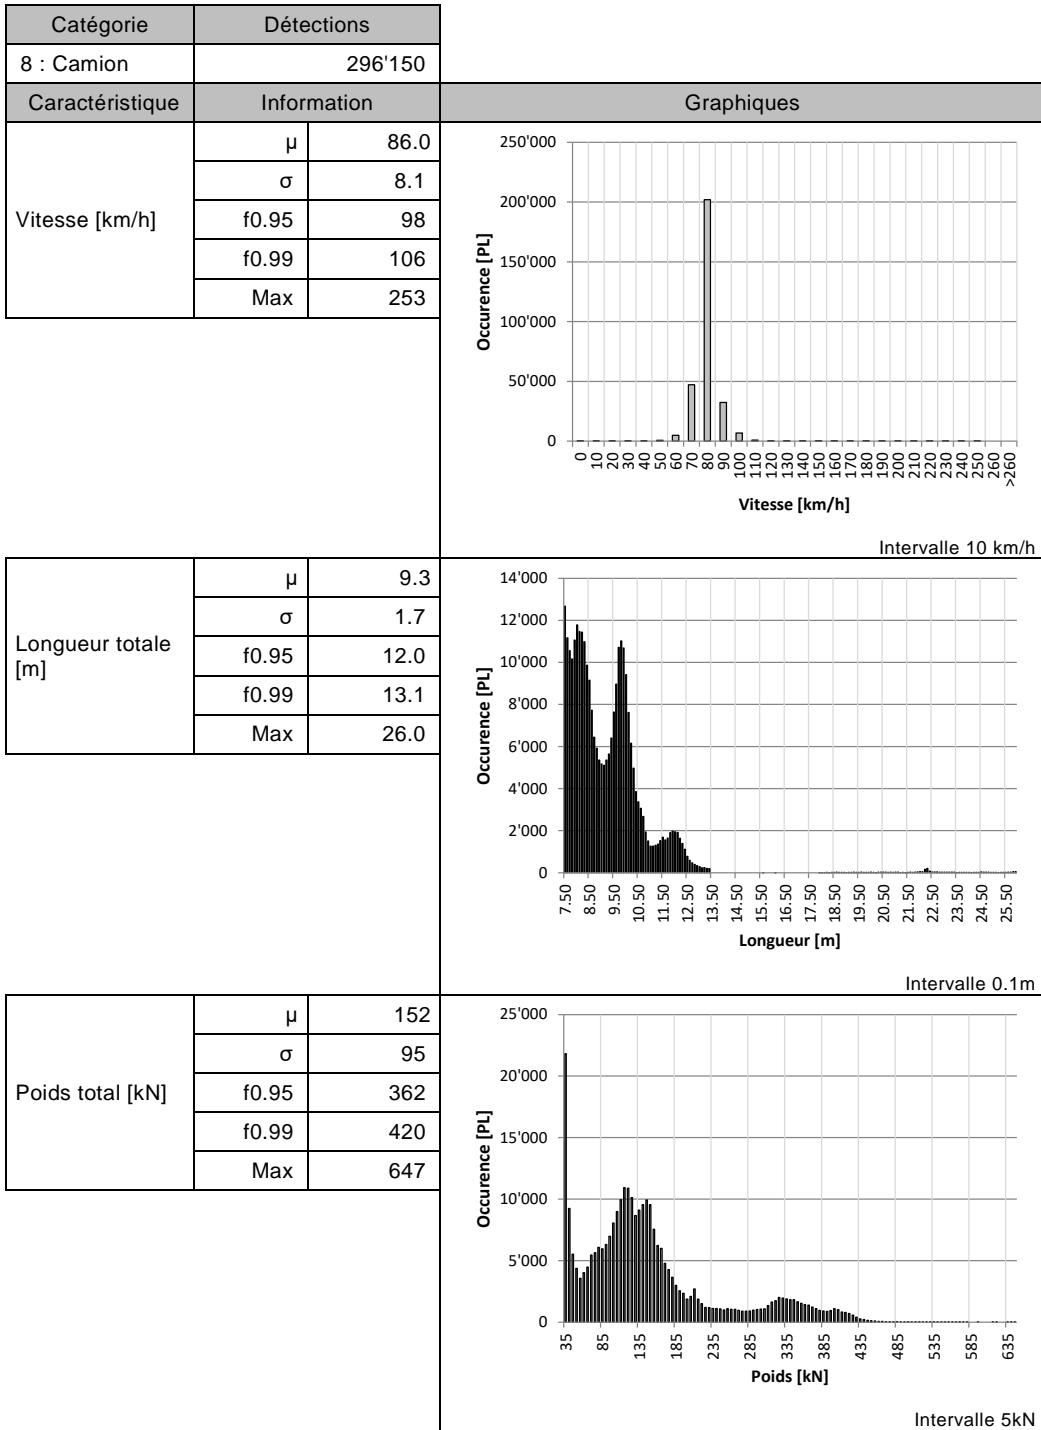 Catégorie Détections
8 : Camion 296'150
Caractéristique Information Graphiques
Vitesse [km/h]
µ 86.0
σ 8.1
f0.95 98
f0.99 106
Max 253
250'000
200'000
150'000
100'000
50'000
0
Occurence [PL]
0 10 20 30 40 50 60 70 80 90 100 110 120 130 140 150 160 170 180 190 200 210 220 230 240 250 260 >260
Vitesse [km/h]
Intervalle 10 km/h
Longueur totale
[m]
µ 9.3
σ 1.7
f0.95 12.0
f0.99 13.1
Max 26.0
14'000
12'000
10'000
8'000
6'000
4'000
2'000
0
Occurence [PL]
7.50 8.50 9.50 10.50 11.50 12.50 13.50 14.50 15.50 16.50 17.50 18.50 19.50 20.50 21.50 22.50 23.50 24.50 25.50
Longueur [m]
Intervalle 0.1m
Poids total [kN]
µ 152
σ 95
f0.95 362
f0.99 420
Max 647
25'000
20'000
15'000
10'000
5'000
0
Occurence [PL]
35 85 135 185 235 285 335 385 435 485 535 585 635
Poids [kN]
Intervalle 5kN